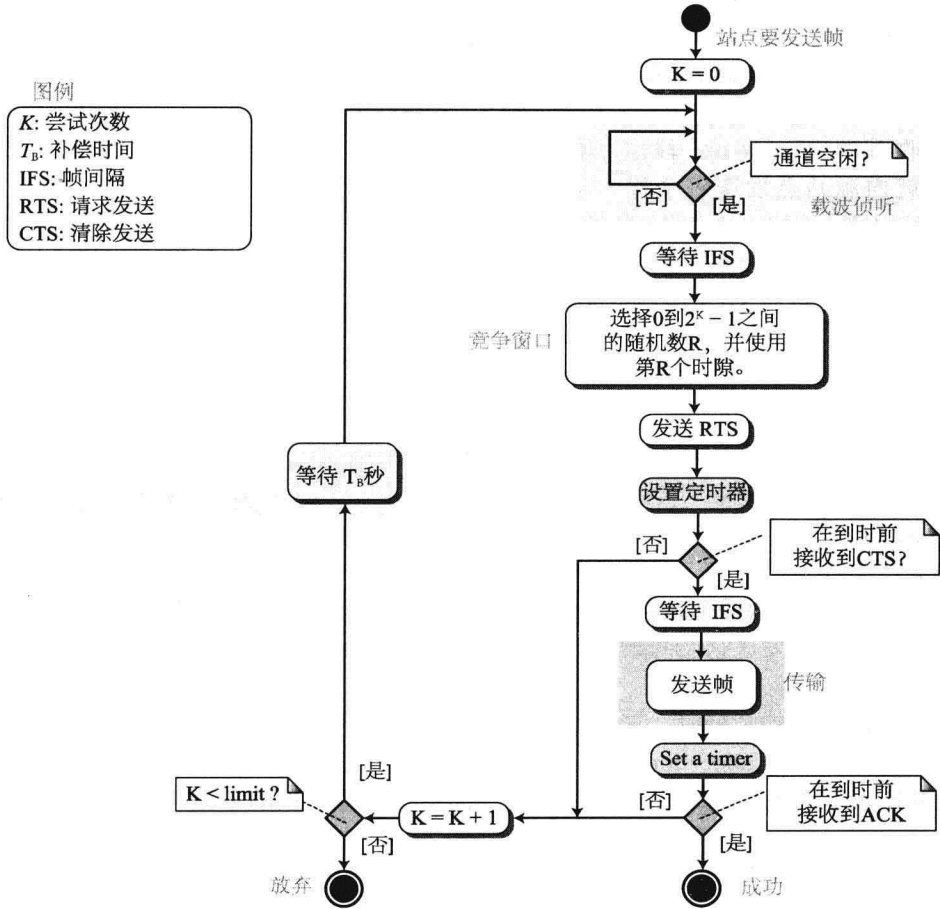 站点要发送帧
K = 0
图例
K: 尝试次数
T_B: 补偿时间
IFS: 帧间隔
RTS: 请求发送
CTS: 清除发送
通道空闲?
[否]
[是]
载波侦听
等待 IFS
竞争窗口
选择0到2^K − 1之间
的随机数R，并使用
第R个时隙。
发送 RTS
等待 T_B秒
设置定时器
在到时前
接收到CTS?
[否]
[是]
等待 IFS
发送帧
传输
Set a timer
[是]
K < limit ?
[否]
K = K + 1
[否]
在到时前
接收到ACK
[是]
放弃
成功